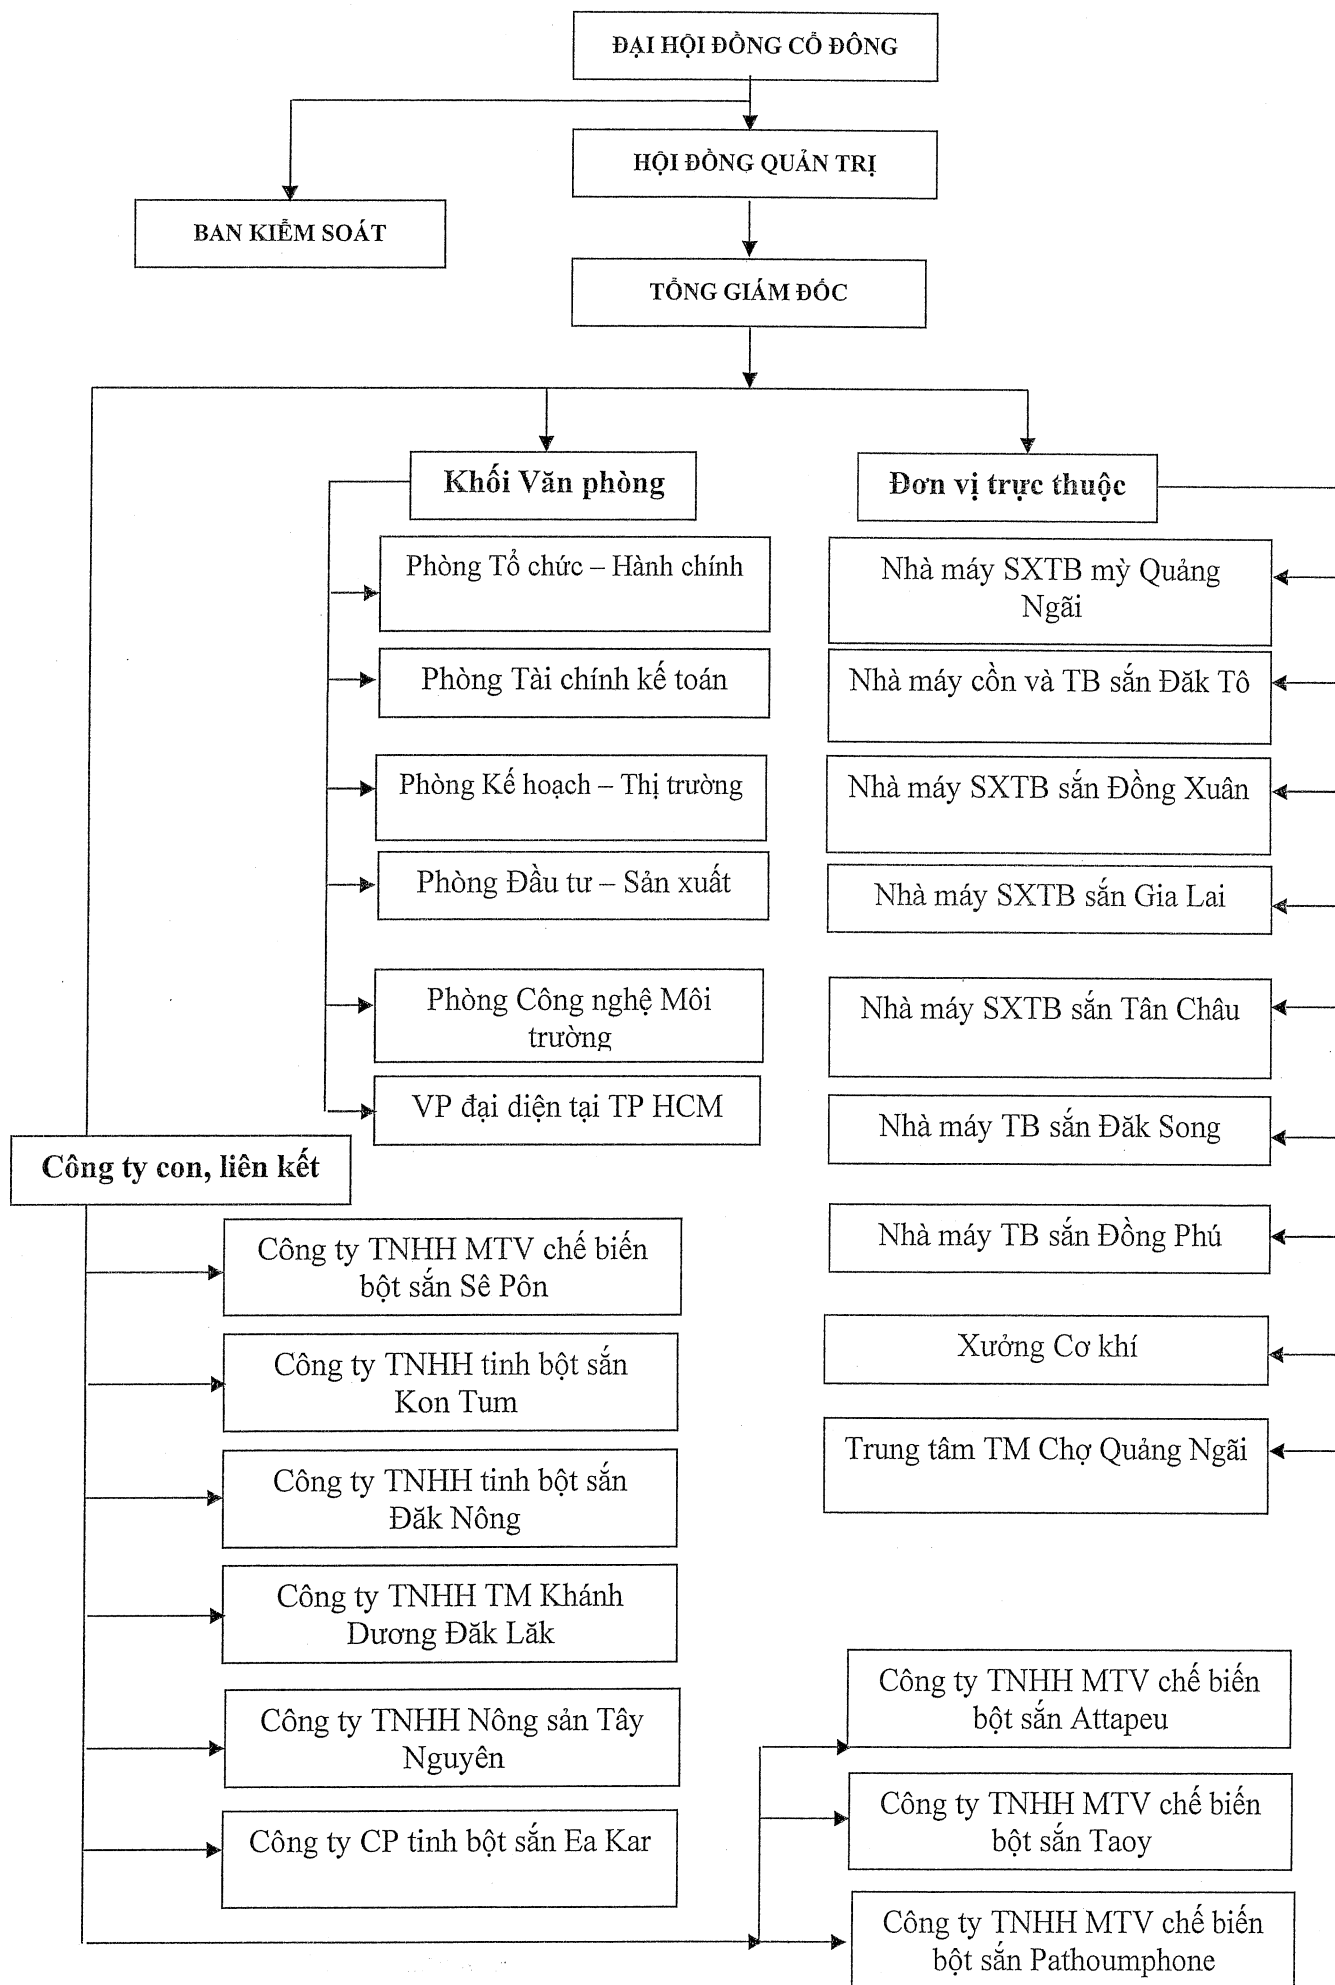 ĐẠI HỘI ĐỒNG CỔ ĐÔNG
HỘI ĐỒNG QUẢN TRỊ
BAN KIỂM SOÁT
TỔNG GIÁM ĐỐC
Khối Văn phòng
Phòng Tổ chức – Hành chính
Phòng Tài chính kế toán
Phòng Kế hoạch – Thị trường
Phòng Đầu tư – Sản xuất
Phòng Công nghệ Môi
trường
VP đại diện tại TP HCM
Đơn vị trực thuộc
Nhà máy SXTB mỳ Quảng
Ngãi
Nhà máy cồn và TB sắn Đăk Tô
Nhà máy SXTB sắn Đồng Xuân
Nhà máy SXTB sắn Gia Lai
Nhà máy SXTB sắn Tân Châu
Nhà máy TB sắn Đăk Song
Nhà máy TB sắn Đồng Phú
Xưởng Cơ khí
Trung tâm TM Chợ Quảng Ngãi
Công ty con, liên kết
Công ty TNHH MTV chế biến
bột sắn Sê Pôn
Công ty TNHH tinh bột sắn
Kon Tum
Công ty TNHH tinh bột sắn
Đăk Nông
Công ty TNHH TM Khánh
Dương Đăk Lăk
Công ty TNHH Nông sản Tây
Nguyên
Công ty CP tinh bột sắn Ea Kar
Công ty TNHH MTV chế biến
bột sắn Attapeu
Công ty TNHH MTV chế biến
bột sắn Taoy
Công ty TNHH MTV chế biến
bột sắn Pathoumphone